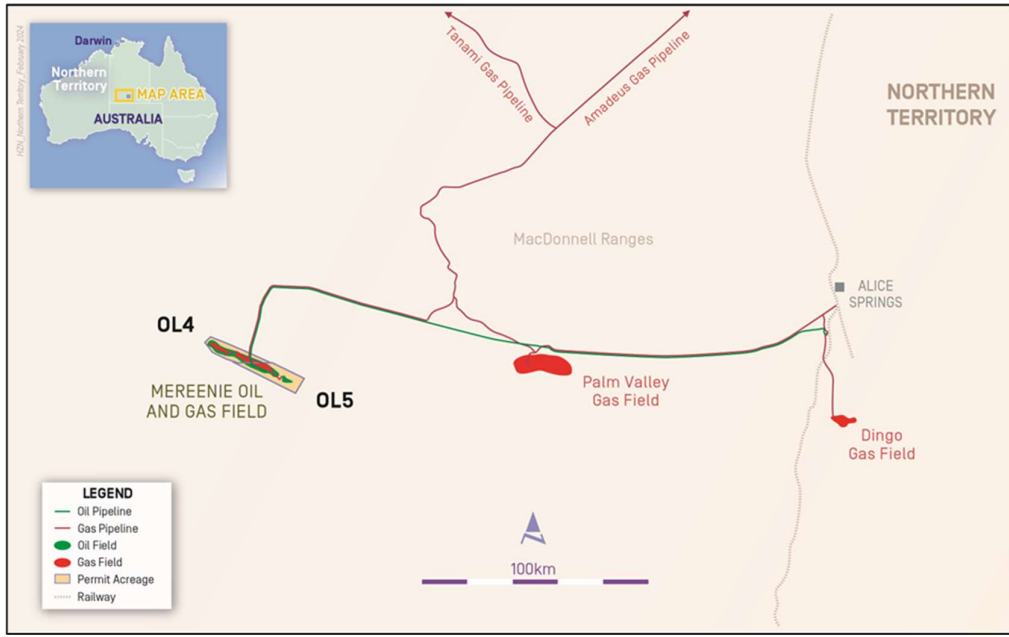 HZN_Northern Territory_February 2024
Darwin
Northern
Territory
MAP AREA
AUSTRALIA
Tanami Gas Pipeline
Amadeus Gas Pipeline
NORTHERN
TERRITORY
MacDonnell Ranges
ALICE
SPRINGS
OL4
OL5
MEREENIE OIL
AND GAS FIELD
Palm Valley
Gas Field
Dingo
Gas Field
LEGEND
Oil Pipeline
Gas Pipeline
Oil Field
Gas Field
Permit Acreage
Railway
100km